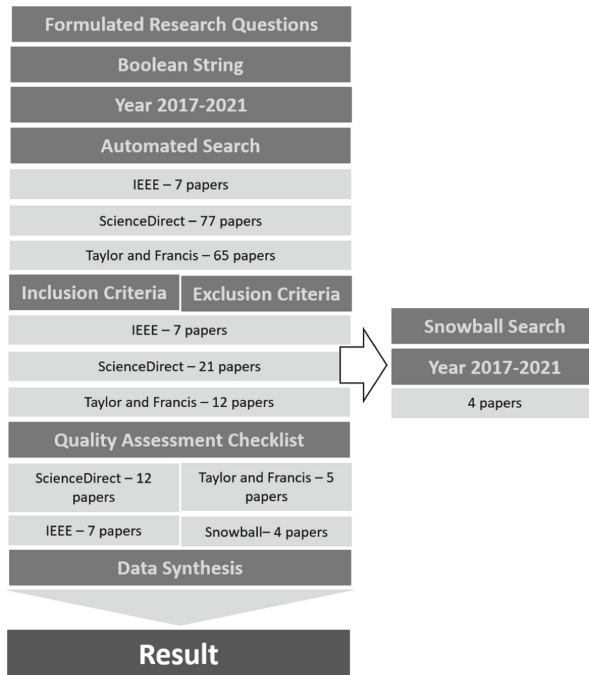 Formulated Research Questions
Boolean String
Year 2017-2021
Automated Search
IEEE – 7 papers
ScienceDirect – 77 papers
Taylor and Francis – 65 papers
Inclusion Criteria
Exclusion Criteria
IEEE – 7 papers
ScienceDirect – 21 papers
Taylor and Francis – 12 papers
Snowball Search
Year 2017-2021
4 papers
Quality Assessment Checklist
ScienceDirect – 12
papers
Taylor and Francis – 5
papers
IEEE – 7 papers
Snowball– 4 papers
Data Synthesis
Result